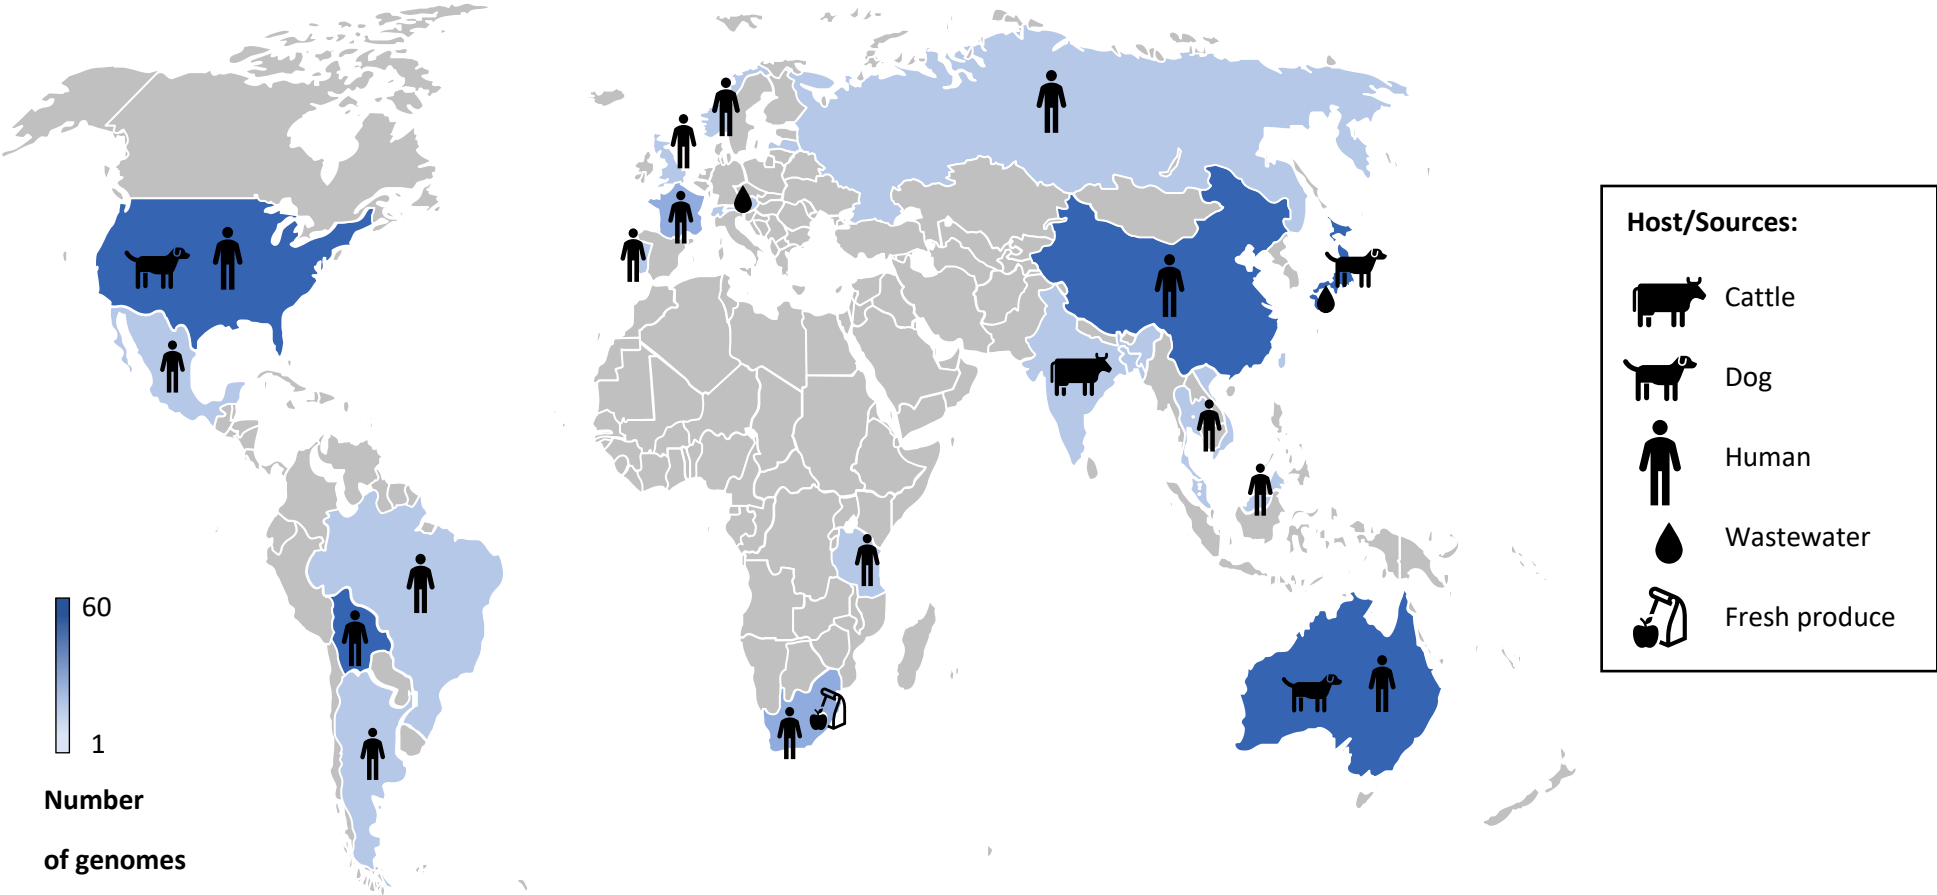 Host/Sources:
Cattle
Dog
Human
Wastewater
Fresh produce
60
1
Number
of genomes